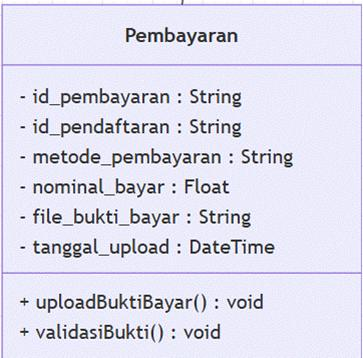 Pembayaran
- id_pembayaran : String
- id_pendaftaran : String
- metode_pembayaran : String
- nominal_bayar : Float
- file_bukti_bayar : String
- tanggal_upload : DateTime
+ uploadBuktiBayar() : void
+ validasiBukti() : void